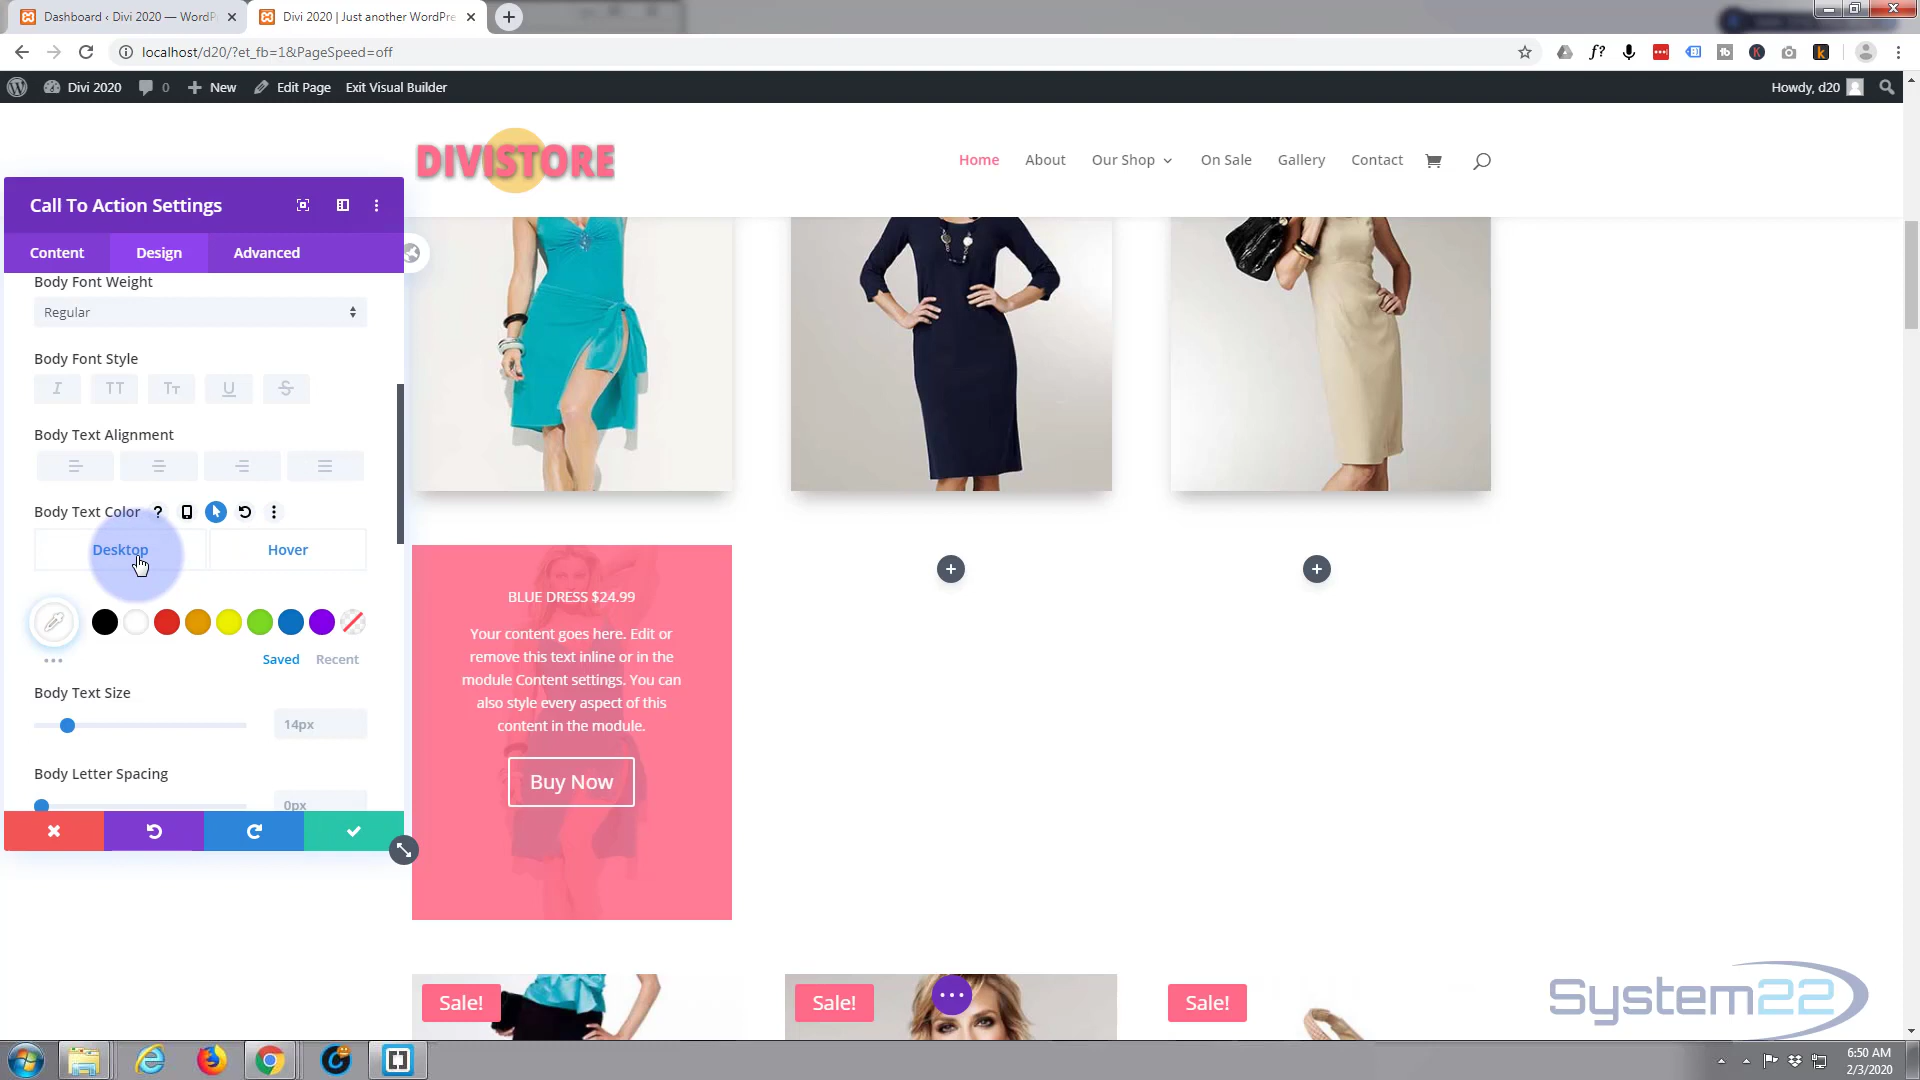 Dashboard ‹ Divi 2020 — WordP
Divi 2020 | Just another WordPre
localhost/d20/?et_fb=1&PageSpeed=off
f?
Divi 2020
0
New
Edit Page
Exit Visual Builder
Howdy, d20
DIVISTORE
Home
About
Our Shop
On Sale
Gallery
Contact
Call To Action Settings
Content
Design
Advanced
Body Font Weight
Regular
Body Font Style
I
TT
TT
U
S
Body Text Alignment
Body Text Color
?
Desktop
Hover
Saved
Recent
Body Text Size
14px
Body Letter Spacing
0px
BLUE DRESS $24.99
Your content goes here. Edit or
remove this text inline or in the
module Content settings. You can
also style every aspect of this
content in the module.
Buy Now
Sale!
Sale!
Sale!
System22
6:50 AM
2/3/2020